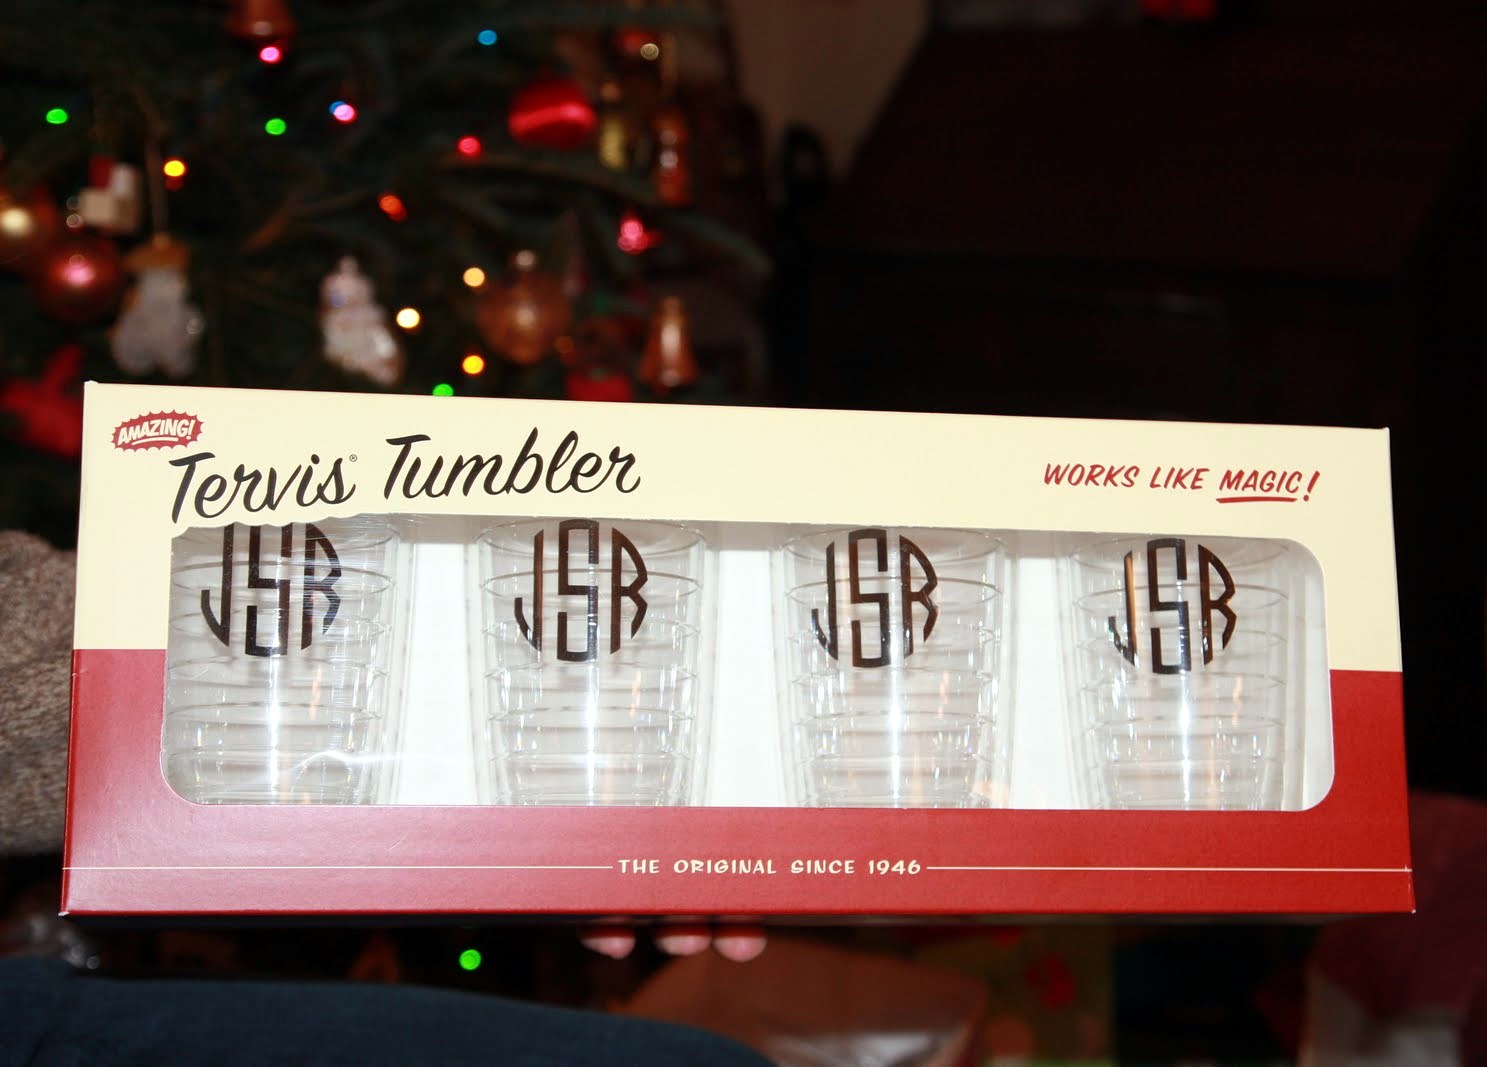 AMAZING!
Tervis® Tumbler
WORKS LIKE MAGIC!
JSR JSR JSR JSR
THE ORIGINAL SINCE 1946